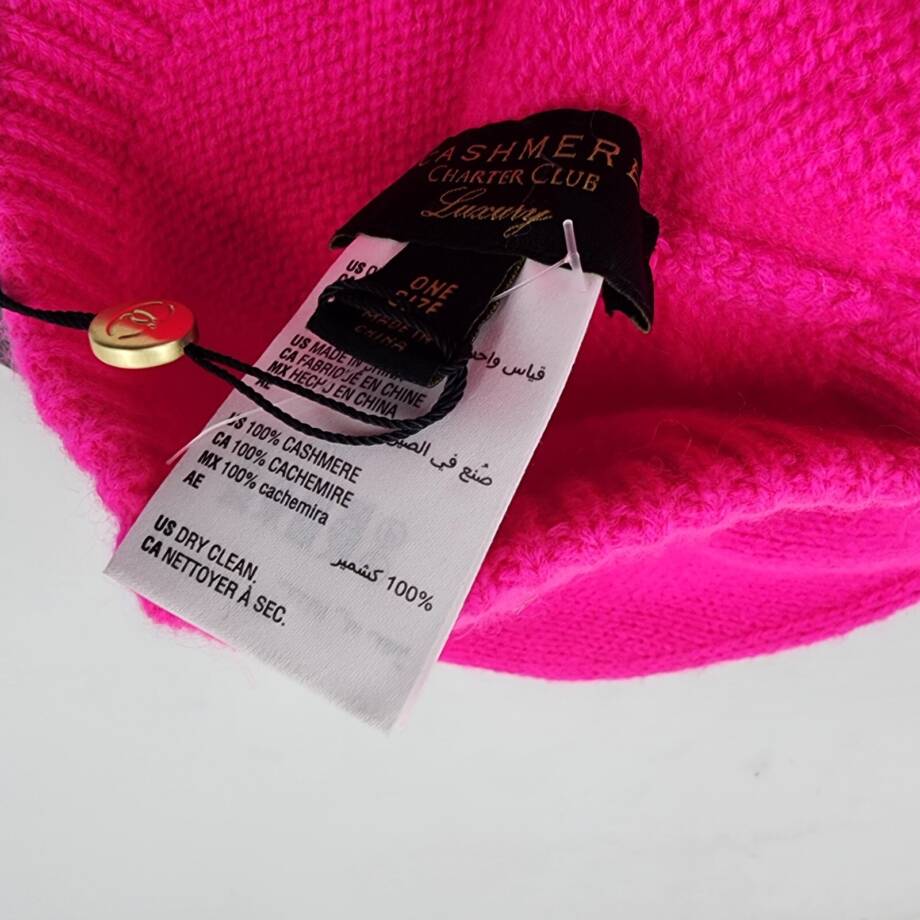 CASHMERE
CHARTER CLUB
Luxury
ONE
SIZE
MADE IN
CHINA
US
قياس واحد
US MADE IN CHINA
CA FABRIQUÉ EN CHINE
MX HECHO EN CHINA
AE
صُنع في الصين
US 100% CASHMERE
CA 100% CACHEMIRE
MX 100% cachemira
AE
100% كشمير
US DRY CLEAN.
CA NETTOYER À SEC.